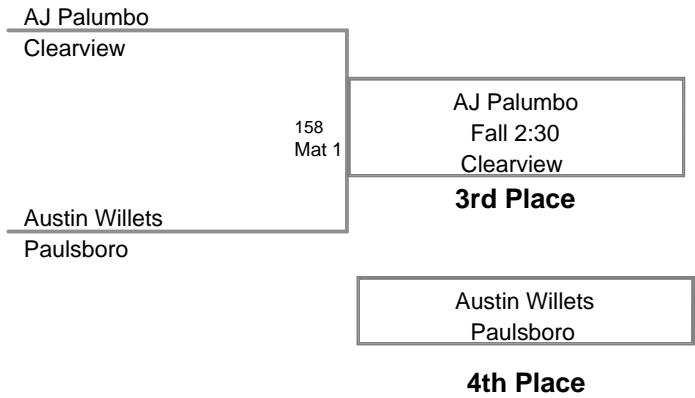 AJ Palumbo
Clearview
158
Mat 1
AJ Palumbo
Fall 2:30
Clearview
3rd Place
Austin Willets
Paulsboro
Austin Willets
Paulsboro
4th Place